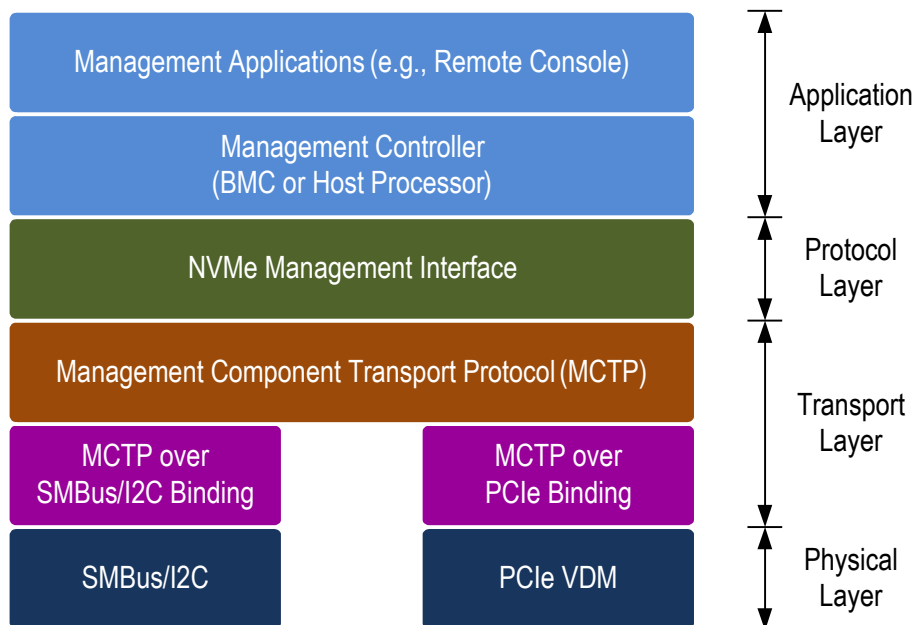 Management Applications (e.g., Remote Console)
Application
Layer
Management Controller
(BMC or Host Processor)
NVMe Management Interface
Protocol
Layer
Management Component Transport Protocol (MCTP)
Transport
Layer
MCTP over
SMBus/I2C Binding
MCTP over
PCIe Binding
SMBus/I2C
PCIe VDM
Physical
Layer